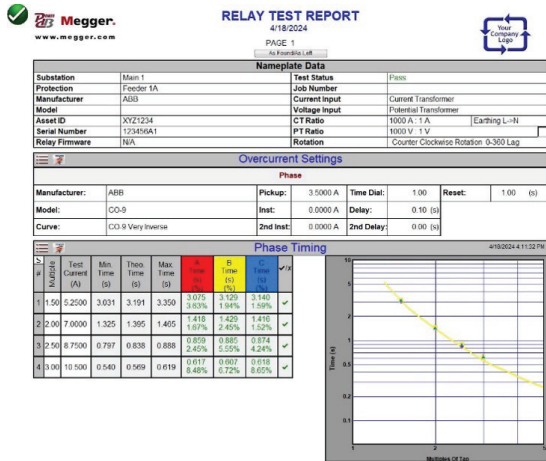 Megger.
www.megger.com
RELAY TEST REPORT
4/18/2024
PAGE 1
As Found/As Left
Your Company Logo
Nameplate Data
Substation Main 1 Test Status Pass
Protection Feeder 1A Job Number
Manufacturer ABB Current Input Current Transformer
Model Voltage Input Potential Transformer
Asset ID XYZ1234 CT Ratio 1000 A : 1 A Earthing L->N
Serial Number 123456A1 PT Ratio 1000 V : 1 V
Relay Firmware N/A Rotation Counter Clockwise Rotation 0-360 Lag
Overcurrent Settings
Phase
Manufacturer: ABB Pickup: 3.5000 A Time Dial: 1.00 Reset: 1.00 (s)
Model: CO-9 Inst: 0.0000 A Delay: 0.10 (s)
Curve: CO-9 Very Inverse 2nd Inst: 0.0000 A 2nd Delay: 0.00 (s)
Phase Timing
4/18/2024 4:11:32 PM
S # Multiple Test Current (A) Min. Time (s) Theo. Time (s) Max. Time (s) A Time (s) (%) B Time (s) (%) C Time (s) (%) ✓/X
1 1.50 5.2500 3.031 3.191 3.350 3.075 3.129 3.140 ✓
3.63% 1.94% 1.59%
2 2.00 7.0000 1.325 1.395 1.465 1.418 1.429 1.416 ✓
1.67% 2.45% 1.52%
3 2.50 8.7500 0.797 0.838 0.888 0.859 0.885 0.874 ✓
2.45% 5.55% 4.24%
4 3.00 10.500 0.540 0.569 0.619 0.617 0.607 0.618 ✓
8.48% 6.72% 8.65%
Time (s)
10
5
2
1
0.5
0.2
0.1
1 2 5
Multiples Of Tap